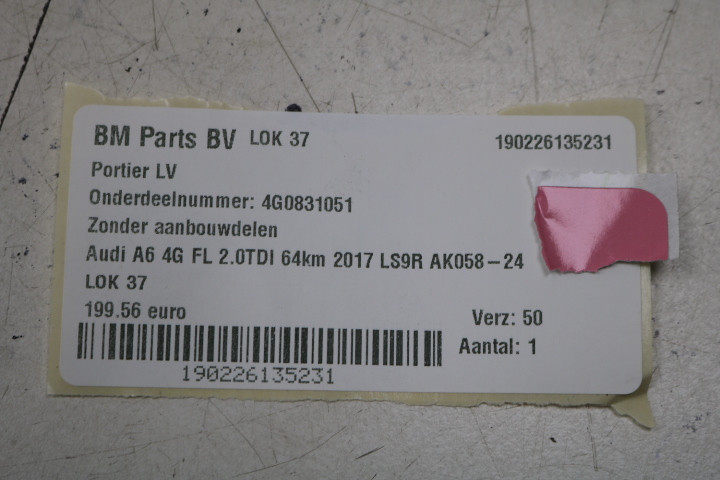 BM Parts BV LOK 37 190226135231
Portier LV
Onderdeelnummer: 4G0831051
Zonder aanbouwdelen
Audi A6 4G FL 2.0TDI 64km 2017 LS9R AK058-24
LOK 37
199.56 euro Verz: 50
Aantal: 1
190226135231